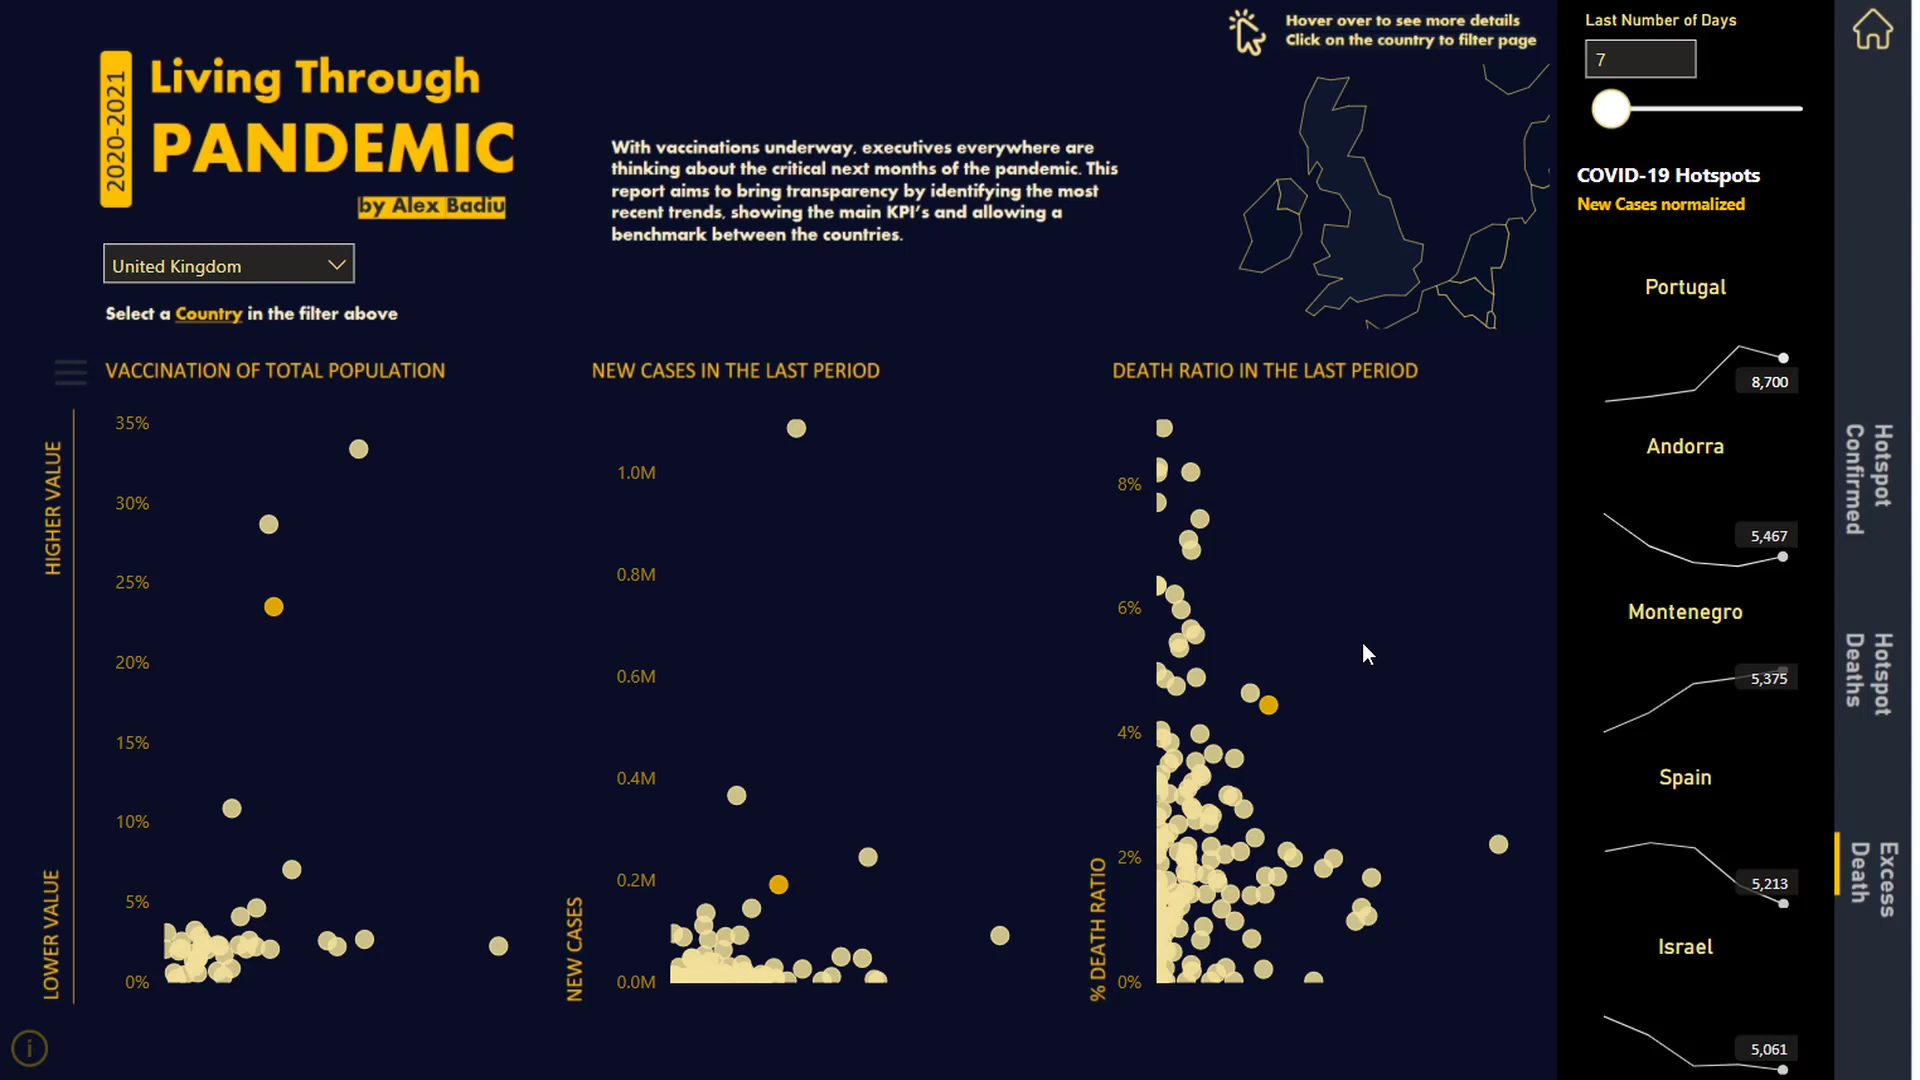 2020-2021
Living Through
PANDEMIC
by Alex Badiu
United Kingdom
Select a Country in the filter above
With vaccinations underway, executives everywhere are
thinking about the critical next months of the pandemic. This
report aims to bring transparency by identifying the most
recent trends, showing the main KPI's and allowing a
benchmark between the countries.
Hover over to see more details
Click on the country to filter page
VACCINATION OF TOTAL POPULATION
HIGHER VALUE
LOWER VALUE
35%
30%
25%
20%
15%
10%
5%
0%
NEW CASES IN THE LAST PERIOD
NEW CASES
1.0M
0.8M
0.6M
0.4M
0.2M
0.0M
DEATH RATIO IN THE LAST PERIOD
% DEATH RATIO
8%
6%
4%
2%
0%
Last Number of Days
7
COVID-19 Hotspots
New Cases normalized
Portugal
8,700
Andorra
5,467
Montenegro
5,375
Spain
5,213
Israel
5,061
Hotspot
Confirmed
Hotspot
Deaths
Excess
Death
i